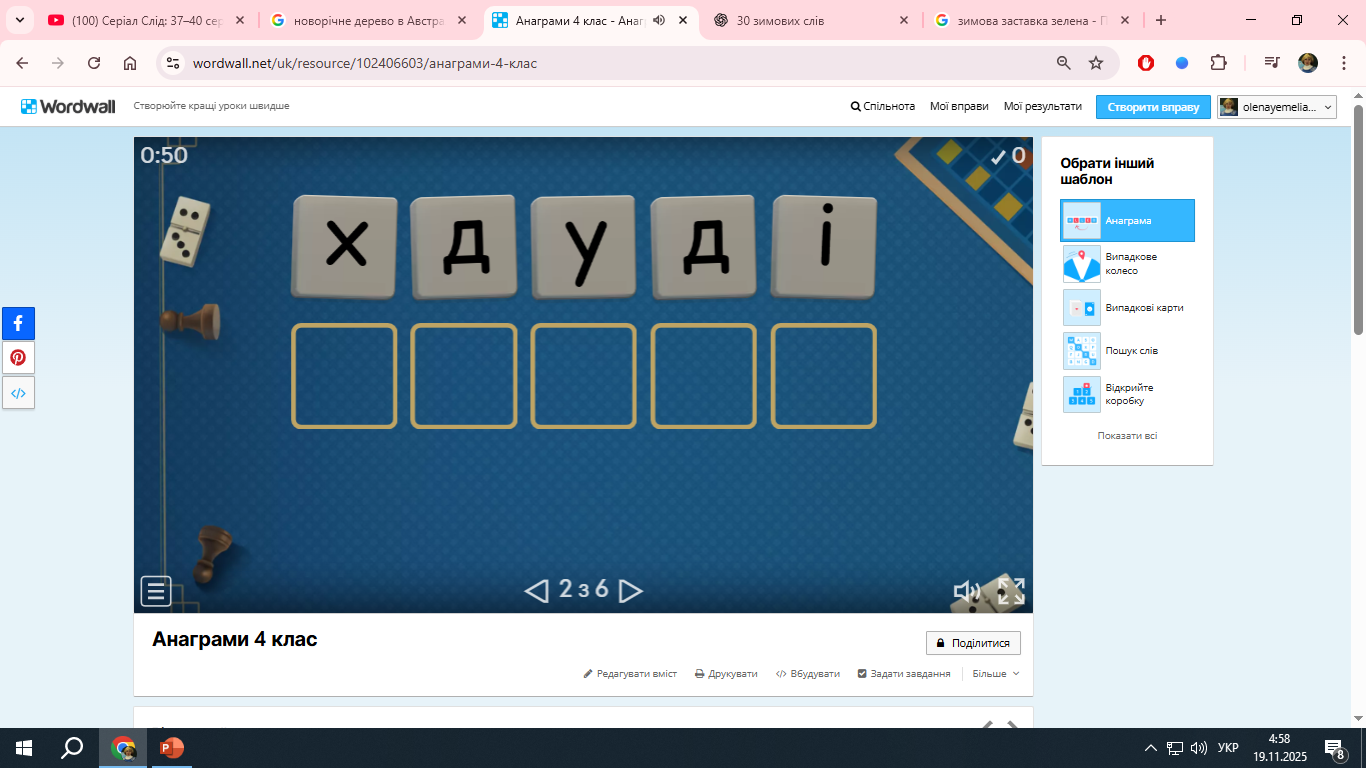 (100) Серіал Слід: 37–40 сер
новорічне дерево в Австра
Анаграми 4 клас - Анаг
30 зимових слів
зимова заставка зелена - П
wordwall.net/uk/resource/102406603/анаграми-4-клас
Wordwall
Створюйте кращі уроки швидше
Спільнота
Мої вправи
Мої результати
Створити вправу
olenayemelia...
0:50
0
х д у д і
2 з 6
Обрати інший
шаблон
Анаграма
Випадкове
колесо
Випадкові карти
Пошук слів
Відкрийте
коробку
Показати всі
Анаграми 4 клас
Поділитися
Редагувати вміст
Друкувати
Вбудувати
Задати завдання
Більше
УКР
4:58
19.11.2025
8